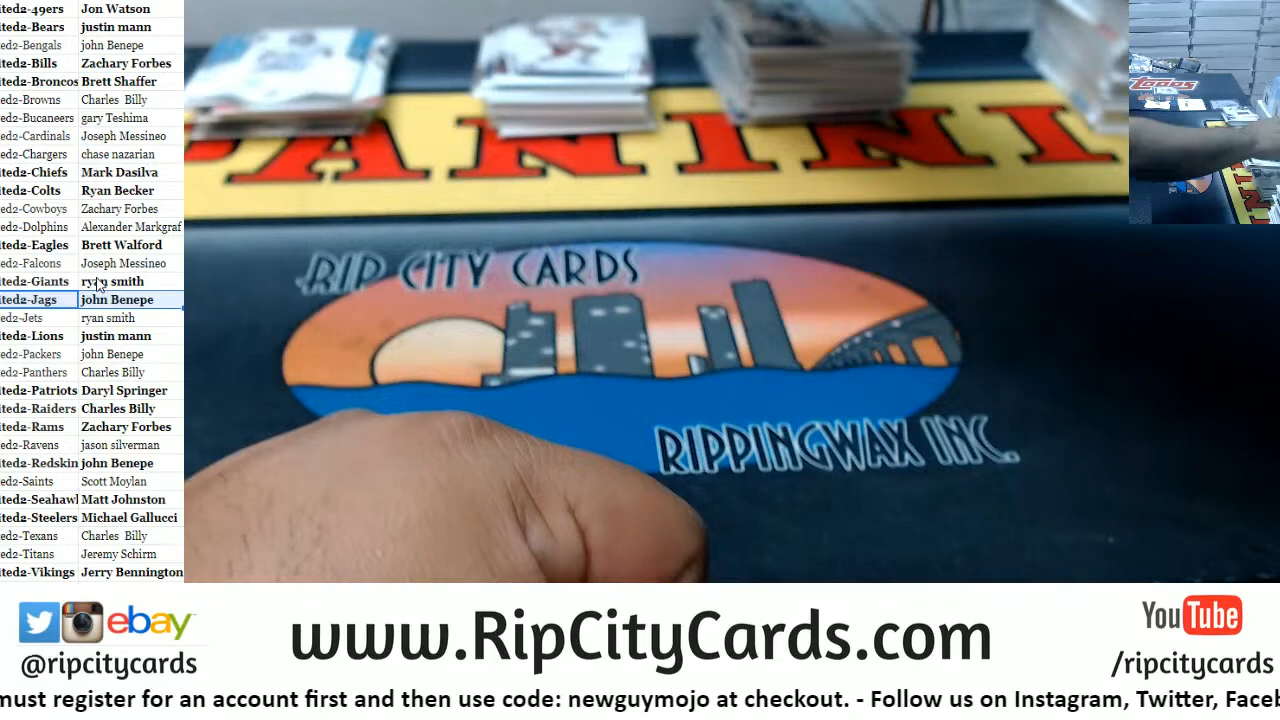 ited2-49ers Jon Watson
ited2-Bears justin mann
ed2-Bengals john Benepe
ited2-Bills Zachary Forbes
ited2-Broncos Brett Shaffer
ed2-Browns Charles Billy
ed2-Bucaneers gary Teshima
ed2-Cardinals Joseph Messineo
ed2-Chargers chase nazarian
ited2-Chiefs Mark Dasilva
ited2-Colts Ryan Becker
ed2-Cowboys Zachary Forbes
ed2-Dolphins Alexander Markgraf
ited2-Eagles Brett Walford
ed2-Falcons Joseph Messineo
ited2-Giants ryan smith
ited2-Jags john Benepe
ed2-Jets ryan smith
ited2-Lions justin mann
ed2-Packers john Benepe
ed2-Panthers Charles Billy
ited2-Patriots Daryl Springer
ited2-Raiders Charles Billy
ited2-Rams Zachary Forbes
ed2-Ravens jason silverman
ited2-Redskin john Benepe
ed2-Saints Scott Moylan
ited2-Seahawl Matt Johnston
ited2-Steelers Michael Gallucci
ed2-Texans Charles Billy
ed2-Titans Jeremy Schirm
ited2-Vikings Jerry Bennington
PANINI
RIP CITY CARDS
RIPPINGWAX INC.
Topps
ebay
@ripcitycards
www.RipCityCards.com
YouTube
/ripcitycards
must register for an account first and then use code: newguymojo at checkout. - Follow us on Instagram, Twitter, Faceb